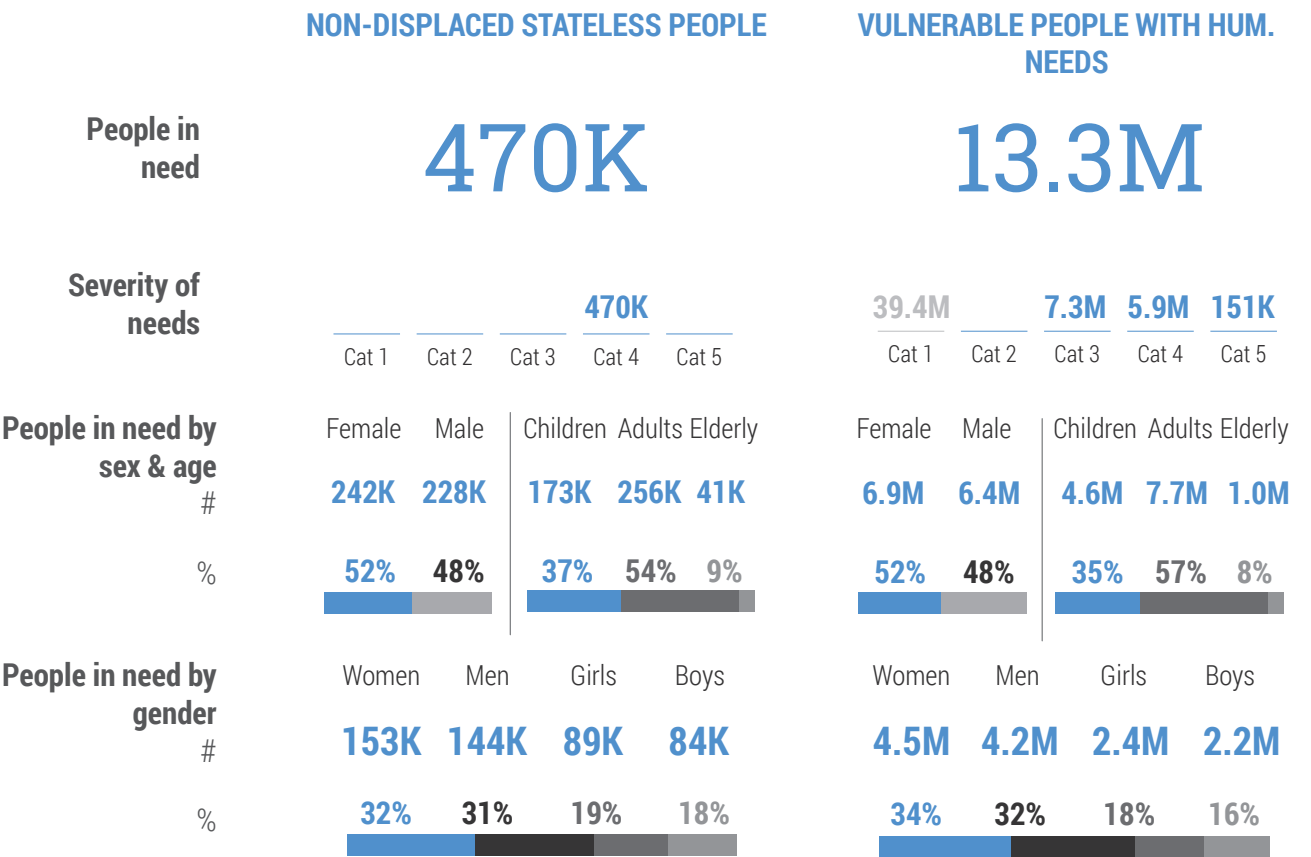 NON-DISPLACED STATELESS PEOPLE
VULNERABLE PEOPLE WITH HUM.
NEEDS
People in
need
470K
13.3M
Severity of
needs
470K
39.4M 7.3M 5.9M 151K
Cat 1 Cat 2 Cat 3 Cat 4 Cat 5
Cat 1 Cat 2 Cat 3 Cat 4 Cat 5
People in need by
sex & age
#
%
Female Male Children Adults Elderly
242K 228K 173K 256K 41K
52% 48% 37% 54% 9%
Female Male Children Adults Elderly
6.9M 6.4M 4.6M 7.7M 1.0M
52% 48% 35% 57% 8%
People in need by
gender
#
%
Women Men Girls Boys
153K 144K 89K 84K
32% 31% 19% 18%
Women Men Girls Boys
4.5M 4.2M 2.4M 2.2M
34% 32% 18% 16%